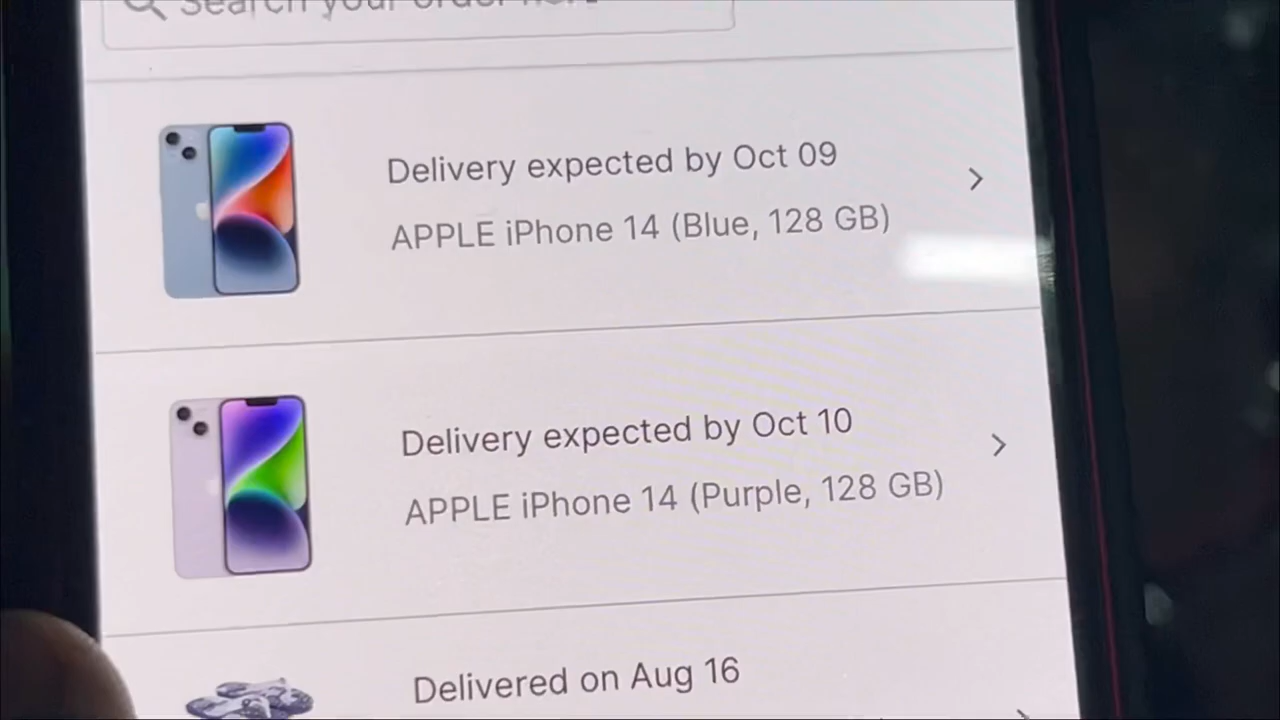 Search your order here
Delivery expected by Oct 09
APPLE iPhone 14 (Blue, 128 GB)
Delivery expected by Oct 10
APPLE iPhone 14 (Purple, 128 GB)
Delivered on Aug 16